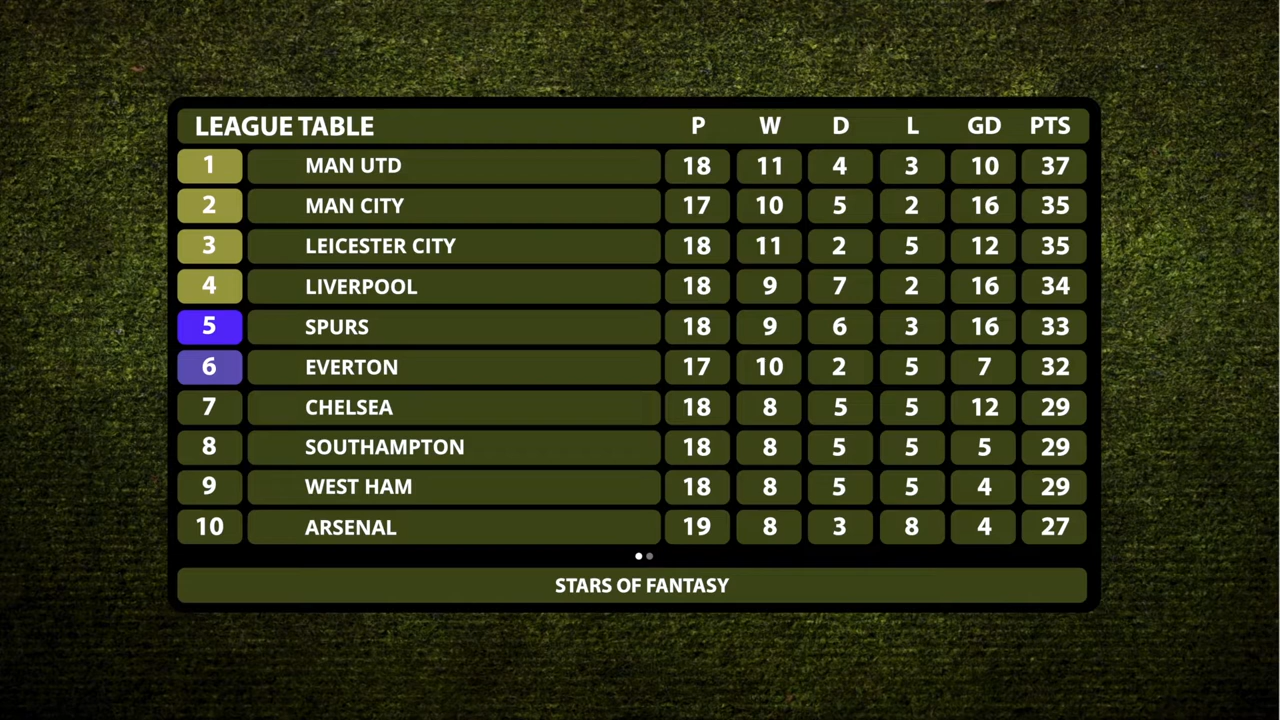 LEAGUE TABLE P W D L GD PTS
1 MAN UTD 18 11 4 3 10 37
2 MAN CITY 17 10 5 2 16 35
3 LEICESTER CITY 18 11 2 5 12 35
4 LIVERPOOL 18 9 7 2 16 34
5 SPURS 18 9 6 3 16 33
6 EVERTON 17 10 2 5 7 32
7 CHELSEA 18 8 5 5 12 29
8 SOUTHAMPTON 18 8 5 5 5 29
9 WEST HAM 18 8 5 5 4 29
10 ARSENAL 19 8 3 8 4 27
STARS OF FANTASY